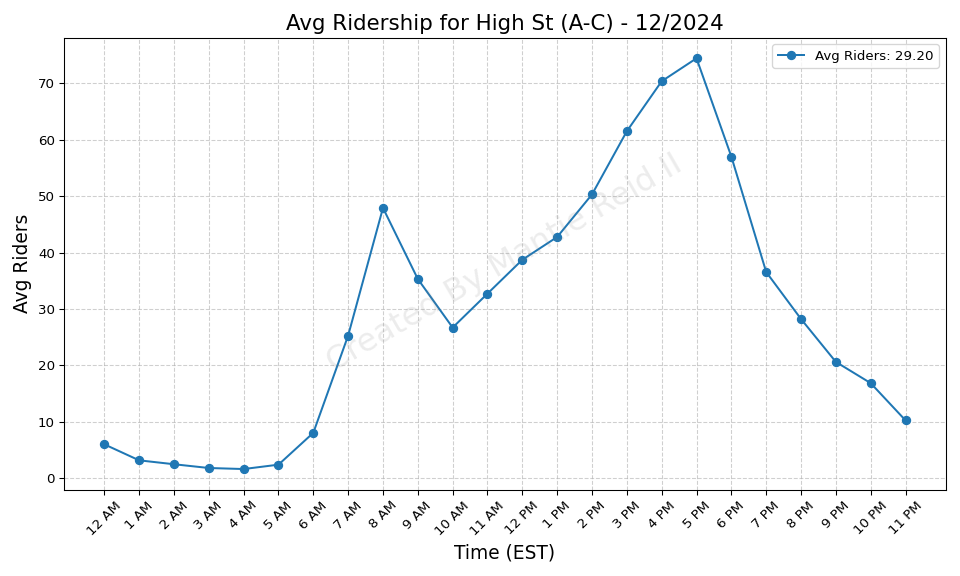 Avg Ridership for High St (A-C) - 12/2024
Avg Riders: 29.20
Avg Riders
70
60
50
40
30
20
10
0
Created By Mantie Reid II
12 AM
1 AM
2 AM
3 AM
4 AM
5 AM
6 AM
7 AM
8 AM
9 AM
10 AM
11 AM
12 PM
1 PM
2 PM
3 PM
4 PM
5 PM
6 PM
7 PM
8 PM
9 PM
10 PM
11 PM
Time (EST)